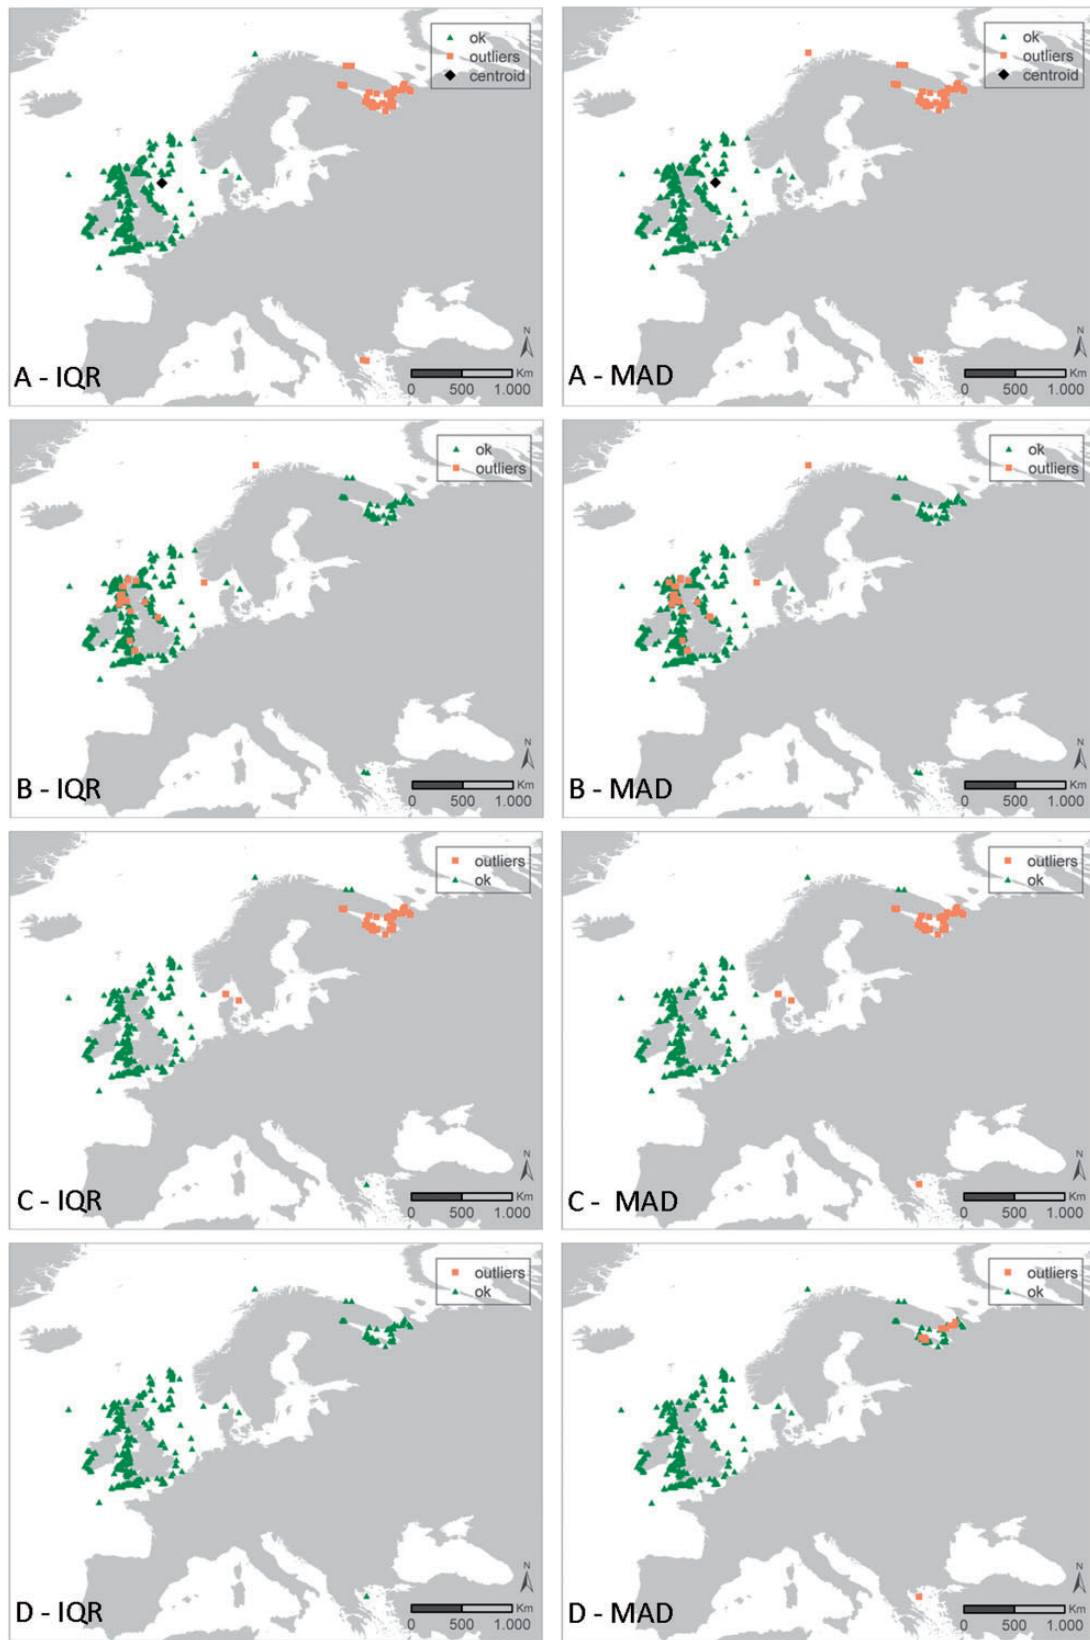 ok
outliers
centroid
N
Km
0 500 1.000
A - IQR
ok
outliers
centroid
N
Km
0 500 1.000
A - MAD
ok
outliers
N
Km
0 500 1.000
B - IQR
ok
outliers
N
Km
0 500 1.000
B - MAD
outliers
ok
N
Km
0 500 1.000
C - IQR
outliers
ok
N
Km
0 500 1.000
C - MAD
outliers
ok
N
Km
0 500 1.000
D - IQR
outliers
ok
N
Km
0 500 1.000
D - MAD